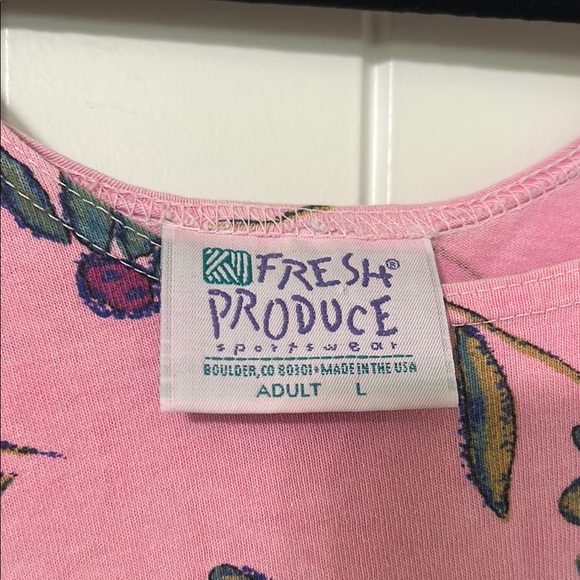 FRESH®
PRODUCE
sportswear
BOULDER, CO 80301 • MADE IN THE USA
ADULT L